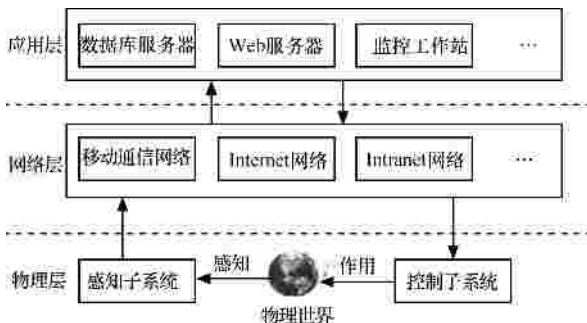 应用层
数据库服务器 Web服务器 监控工作站 …
网络层
移动通信网络 Internet网络 Intranet网络 …
物理层
感知子系统 感知 作用 控制子系统
物理世界